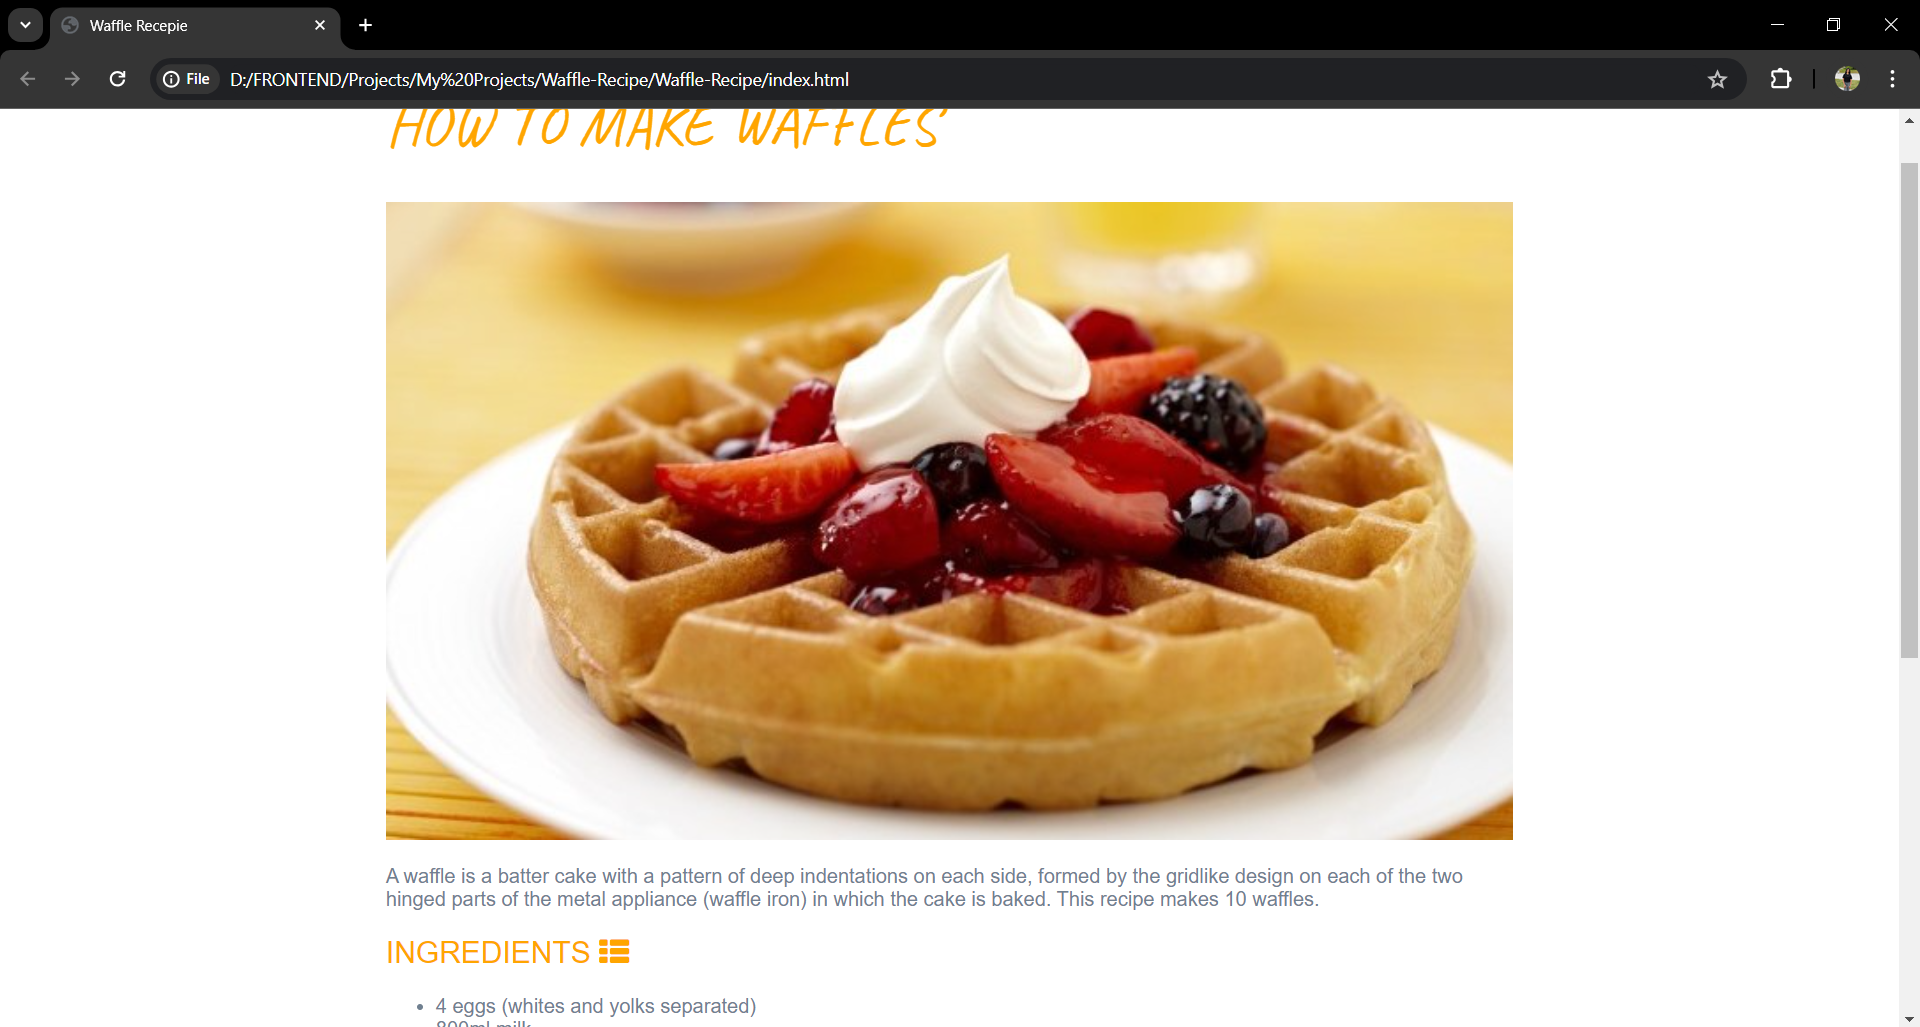 Waffle Recepie
File D:/FRONTEND/Projects/My%20Projects/Waffle-Recipe/Waffle-Recipe/index.html
HOW TO MAKE WAFFLES
A waffle is a batter cake with a pattern of deep indentations on each side, formed by the gridlike design on each of the two
hinged parts of the metal appliance (waffle iron) in which the cake is baked. This recipe makes 10 waffles.
INGREDIENTS
• 4 eggs (whites and yolks separated)
800ml milk